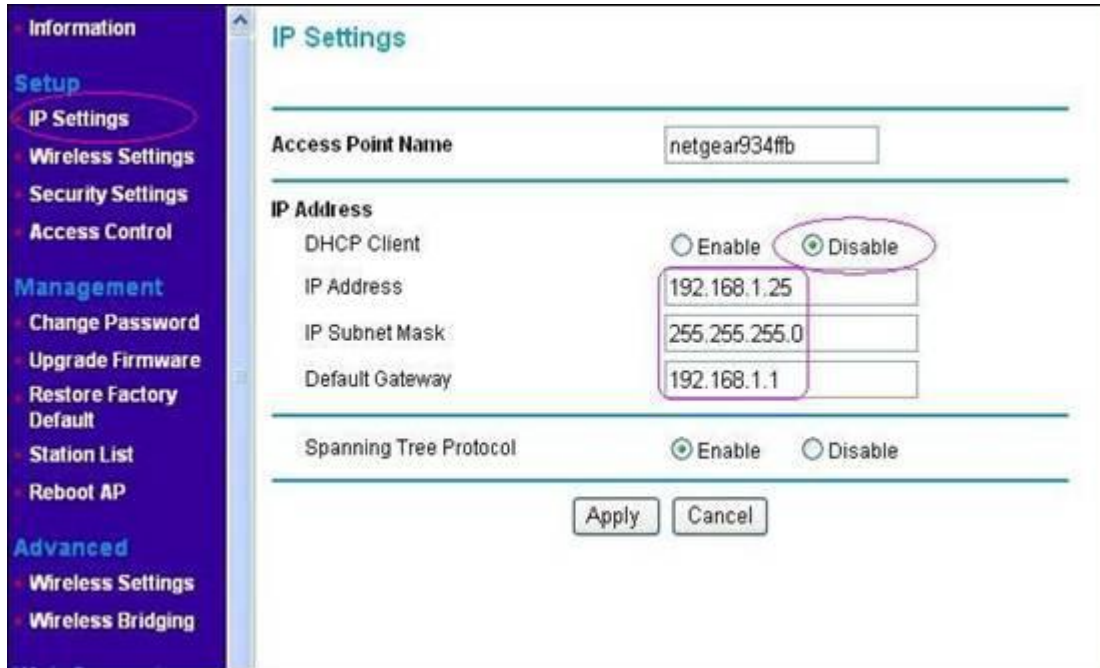 Information
Setup
IP Settings
Wireless Settings
Security Settings
Access Control
Management
Change Password
Upgrade Firmware
Restore Factory
Default
Station List
Reboot AP
Advanced
Wireless Settings
Wireless Bridging
IP Settings
Access Point Name netgear934ffb
IP Address
DHCP Client Enable Disable
IP Address 192.168.1.25
IP Subnet Mask 255.255.255.0
Default Gateway 192.168.1.1
Spanning Tree Protocol Enable Disable
Apply Cancel